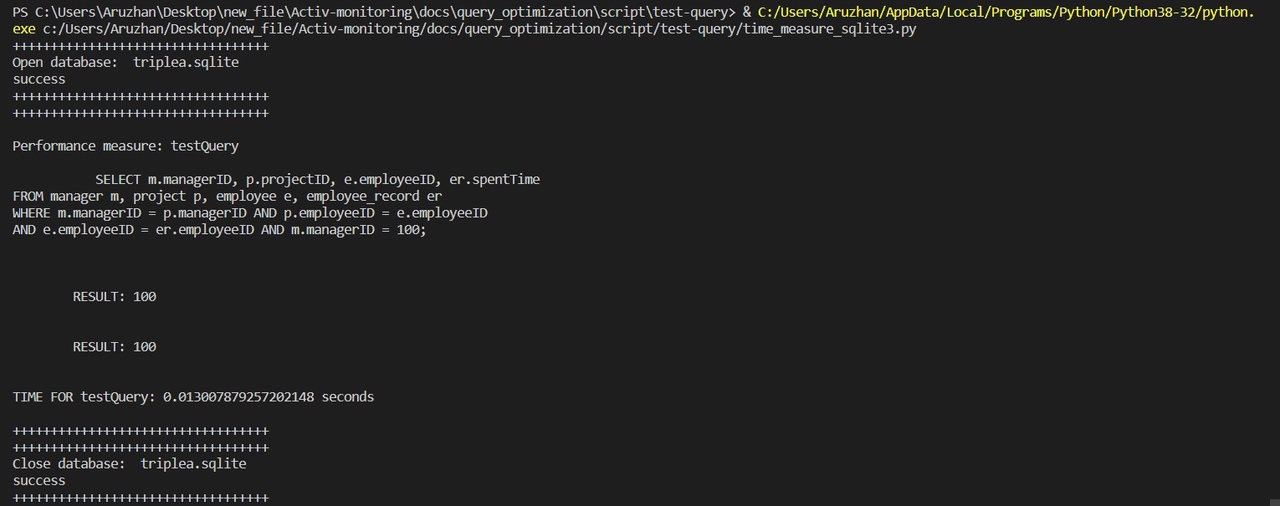 PS C:\Users\Aruzhan\Desktop\new_file\Activ-monitoring\docs\query_optimization\script\test-query> & C:/Users/Aruzhan/AppData/Local/Programs/Python/Python38-32/python.
exe c:/Users/Aruzhan/Desktop/new_file/Activ-monitoring/docs/query_optimization/script/test-query/time_measure_sqlite3.py
++++++++++++++++++++++++++++++++++
Open database:  triplea.sqlite
success
++++++++++++++++++++++++++++++++++
++++++++++++++++++++++++++++++++++
Performance measure: testQuery
SELECT m.managerID, p.projectID, e.employeeID, er.spentTime
FROM manager m, project p, employee e, employee_record er
WHERE m.managerID = p.managerID AND p.employeeID = e.employeeID
AND e.employeeID = er.employeeID AND m.managerID = 100;
RESULT: 100
RESULT: 100
TIME FOR testQuery: 0.013007879257202148 seconds
++++++++++++++++++++++++++++++++++
++++++++++++++++++++++++++++++++++
Close database:  triplea.sqlite
success
++++++++++++++++++++++++++++++++++